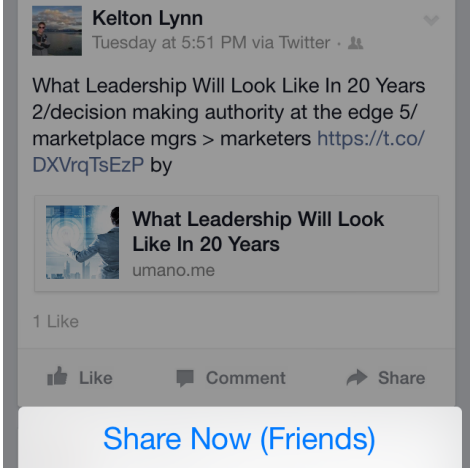 Kelton Lynn
Tuesday at 5:51 PM via Twitter ·
What Leadership Will Look Like In 20 Years
2/decision making authority at the edge 5/
marketplace mgrs > marketers https://t.co/
DXVrqTsEzP by
What Leadership Will Look
Like In 20 Years
umano.me
1 Like
Like Comment Share
Share Now (Friends)